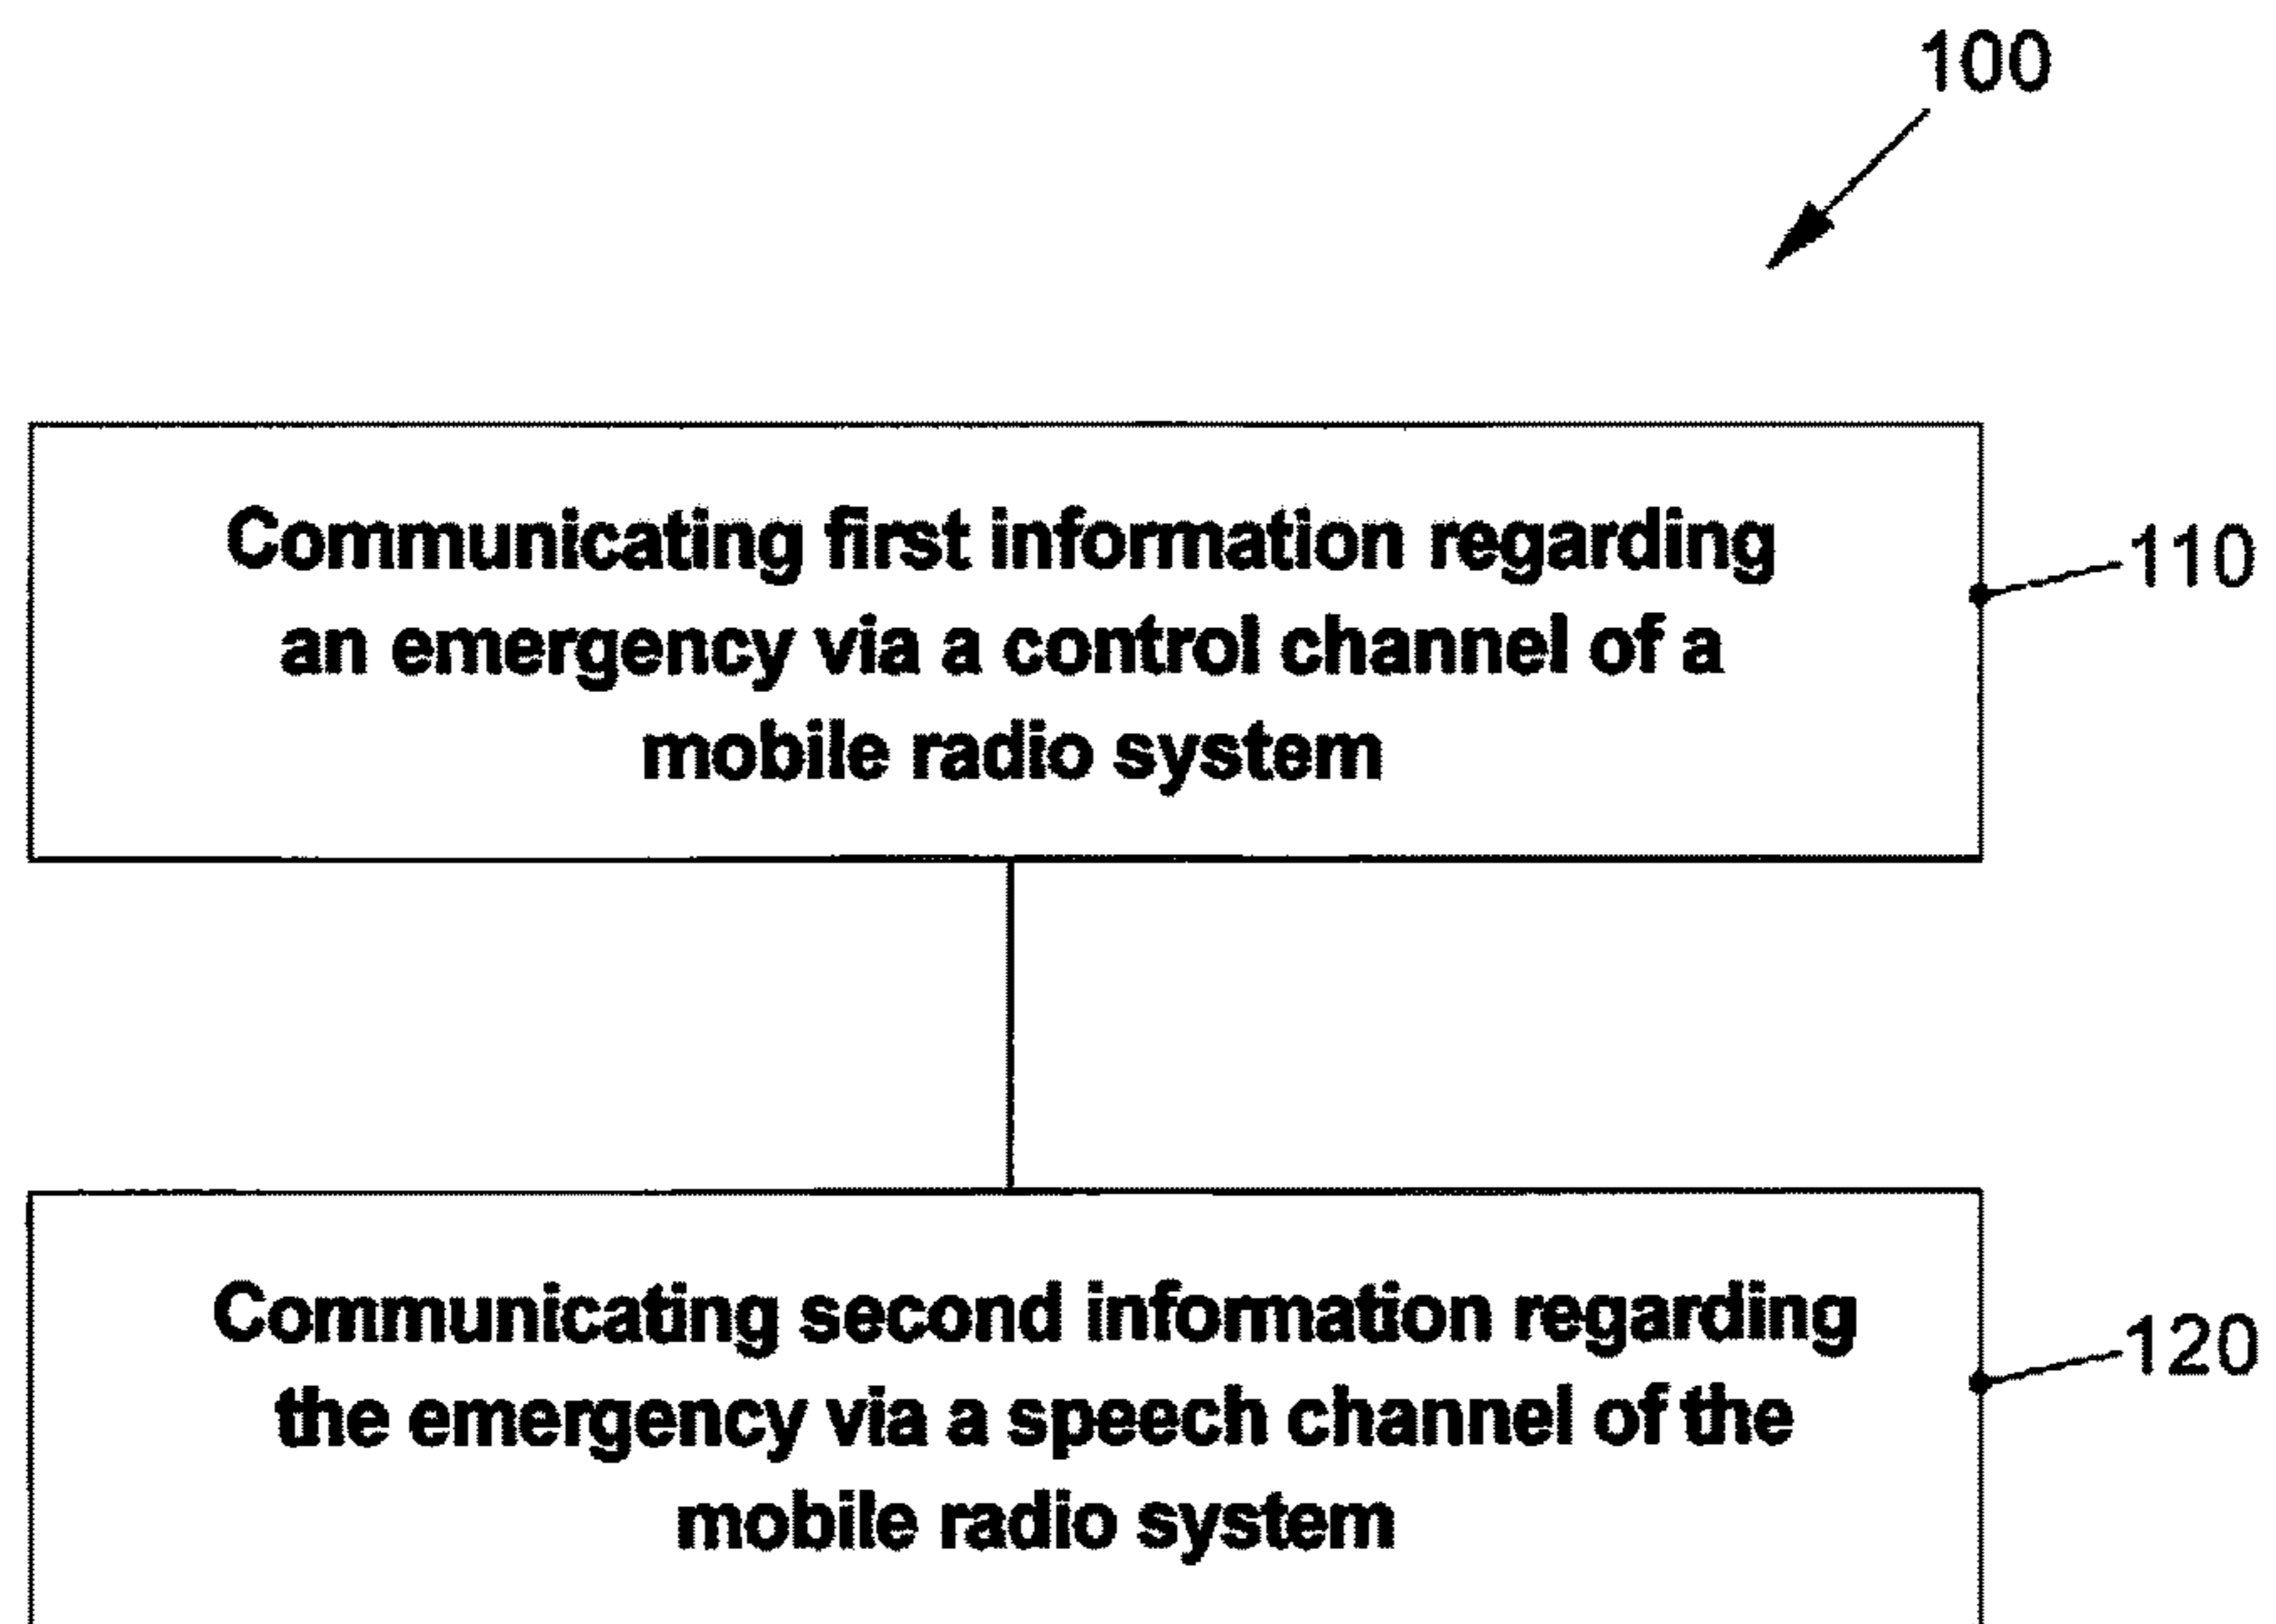 100
Communicating first information regarding
an emergency via a control channel of a
mobile radio system
110
Communicating second information regarding
the emergency via a speech channel of the
mobile radio system
120